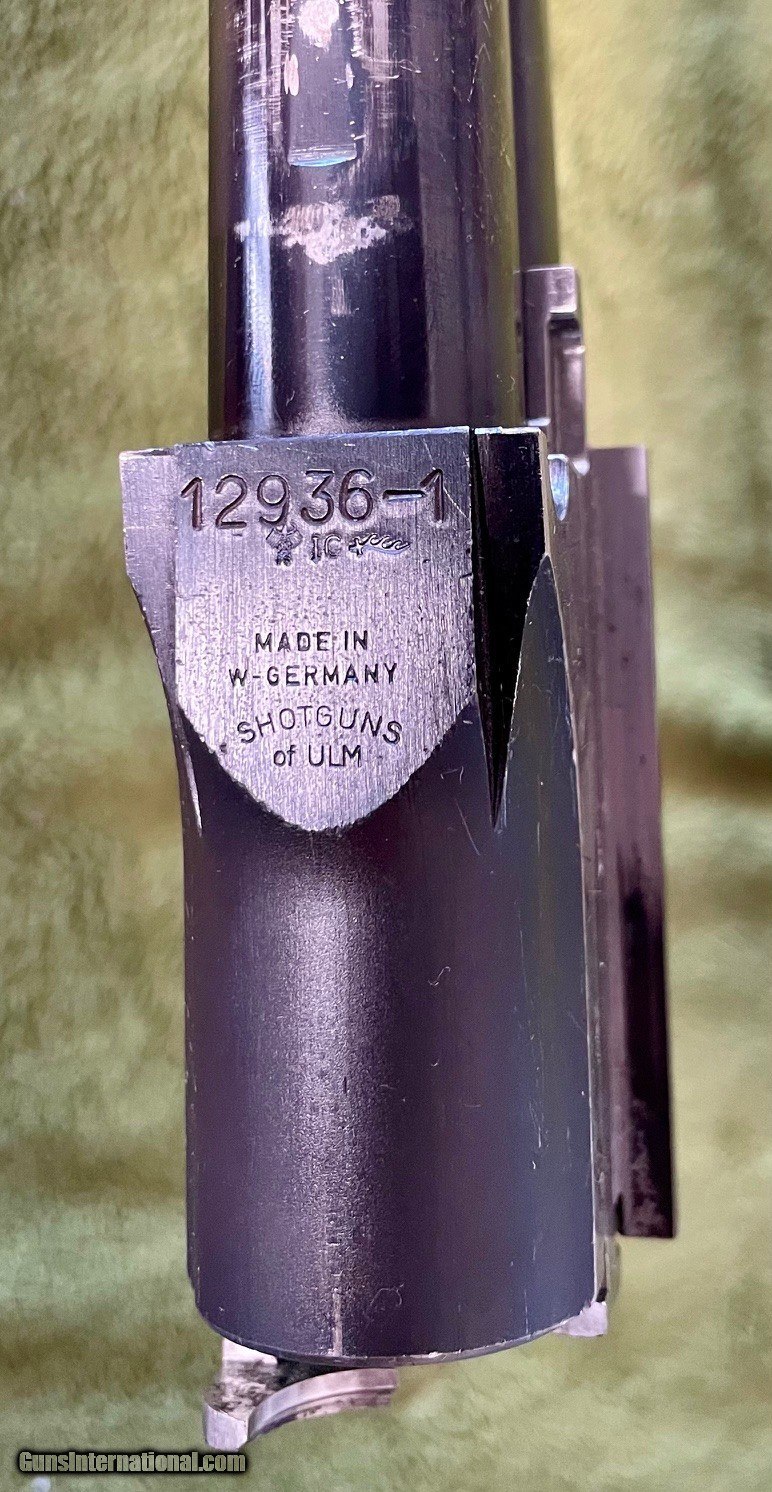 12936-1
IC
MADE IN
W-GERMANY
SHOTGUNS
of ULM
GunsInternational.com